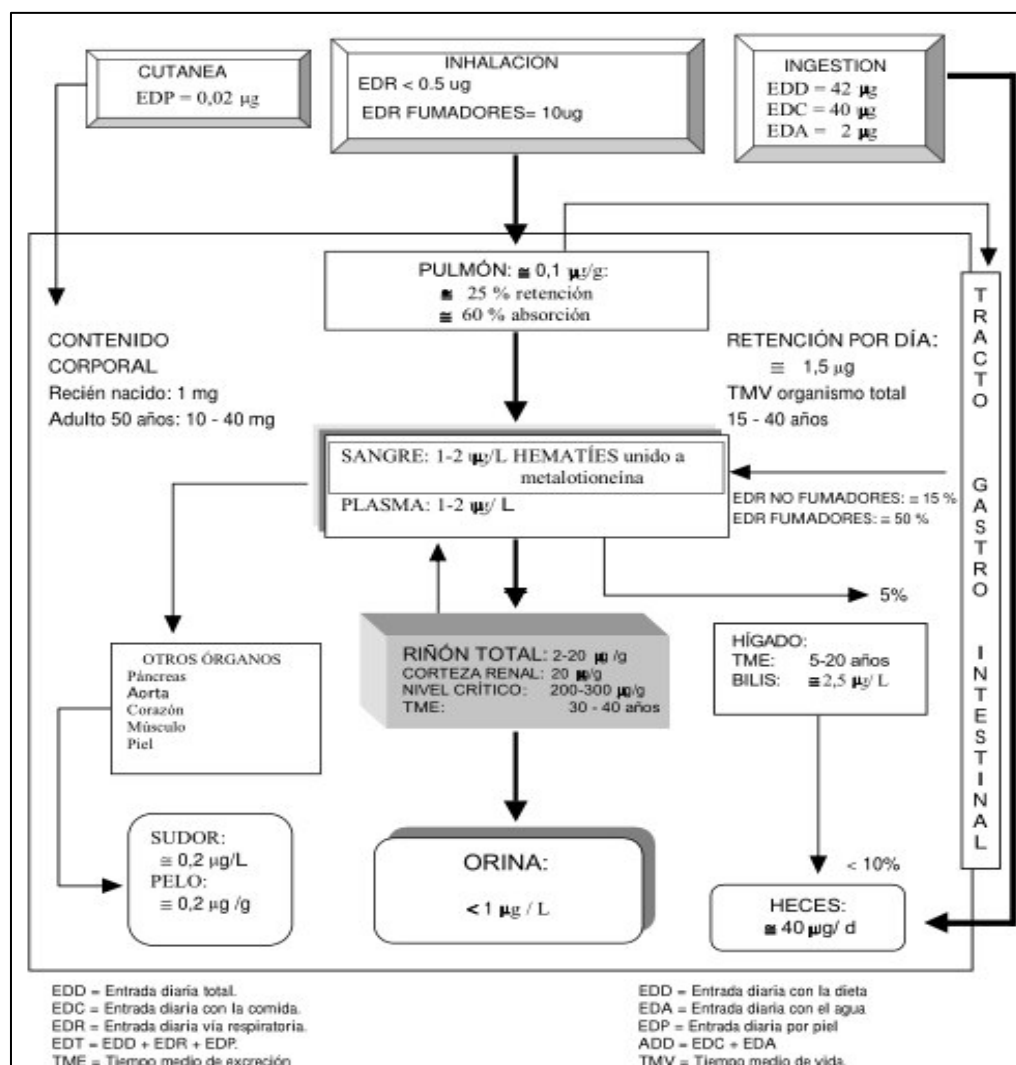 CUTANEA
EDP = 0,02 µg
INHALACION
EDR < 0.5 ug
EDR FUMADORES= 10ug
INGESTION
EDD = 42 µg
EDC = 40 µg
EDA = 2 µg
PULMÓN: ≅ 0,1 µg/g:
≅ 25 % retención
≅ 60 % absorción
CONTENIDO
CORPORAL
Recién nacido: 1 mg
Adulto 50 años: 10 - 40 mg
RETENCIÓN POR DÍA:
≅ 1,5 µg
TMV organismo total
15 - 40 años
TRACTO GASTRO INTESTINAL
SANGRE: 1-2 µg/L HEMATÍES unido a
metalotioneina
PLASMA: 1-2 µg/ L
EDR NO FUMADORES: ≅ 15 %
EDR FUMADORES: ≅ 50 %
5%
OTROS ÓRGANOS
Páncreas
Aorta
Corazón
Músculo
Piel
RIÑÓN TOTAL: 2-20 µg /g
CORTEZA RENAL: 20 µg/g
NIVEL CRÍTICO: 200-300 µg/g
TME: 30 - 40 años
HÍGADO:
TME: 5-20 años
BILIS: ≅2,5 µg/ L
SUDOR:
≅ 0,2 µg/L
PELO:
≅ 0,2 µg /g
ORINA:
< 1 µg / L
< 10%
HECES:
≅ 40 µg/ d
EDD = Entrada diaria total.
EDC = Entrada diaria con la comida.
EDR = Entrada diaria vía respiratoria.
EDT = EDD + EDR + EDP.
TME = Tiempo medio de excreción
EDD = Entrada diaria con la dieta
EDA = Entrada diaria con el agua
EDP = Entrada diaria por piel
ADD = EDC + EDA
TMV = Tiempo medio de vida.